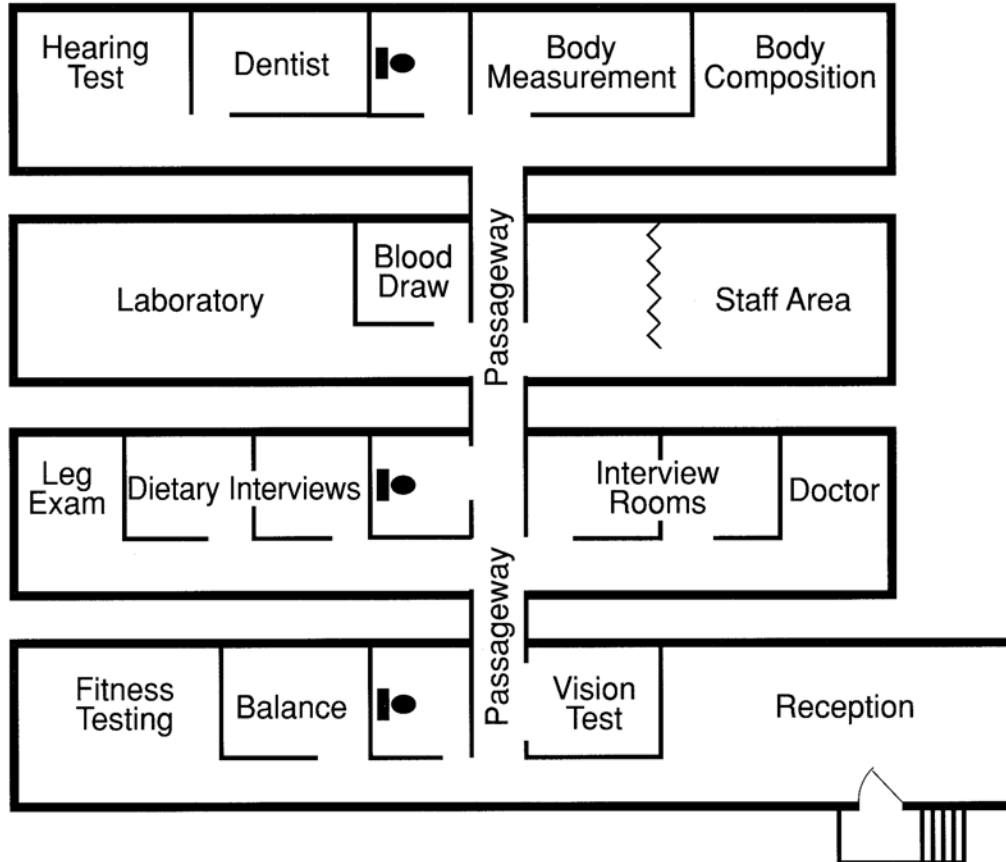 Hearing
Test
Dentist
Body
Measurement
Body
Composition
Passageway
Laboratory
Blood
Draw
Staff Area
Leg
Exam
Dietary Interviews
Interview
Rooms
Doctor
Passageway
Fitness
Testing
Balance
Vision
Test
Reception